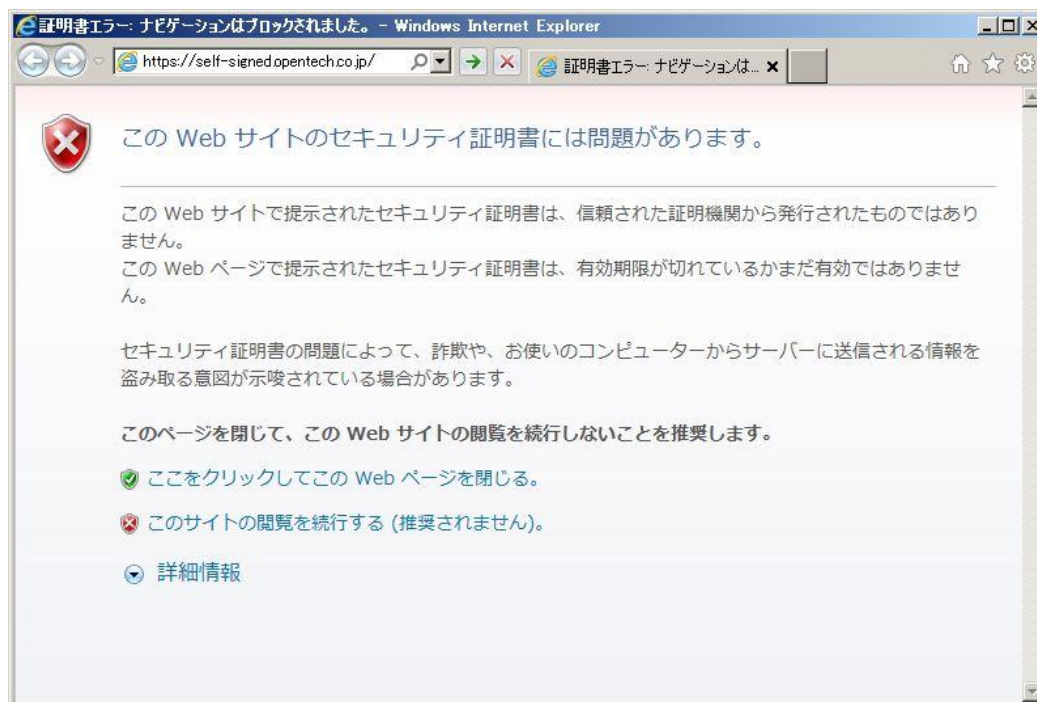 証明書エラー: ナビゲーションはブロックされました。 - Windows Internet Explorer
https://self-signed.opentech.co.jp/
証明書エラー: ナビゲーションは...
この Web サイトのセキュリティ証明書には問題があります。
この Web サイトで提示されたセキュリティ証明書は、信頼された証明機関から発行されたものではあり
ません。
この Web ページで提示されたセキュリティ証明書は、有効期限が切れているかまだ有効ではありませ
ん。
セキュリティ証明書の問題によって、詐欺や、お使いのコンピューターからサーバーに送信される情報を
盗み取る意図が示唆されている場合があります。
このページを閉じて、この Web サイトの閲覧を続行しないことを推奨します。
ここをクリックしてこの Web ページを閉じる。
このサイトの閲覧を続行する (推奨されません)。
詳細情報